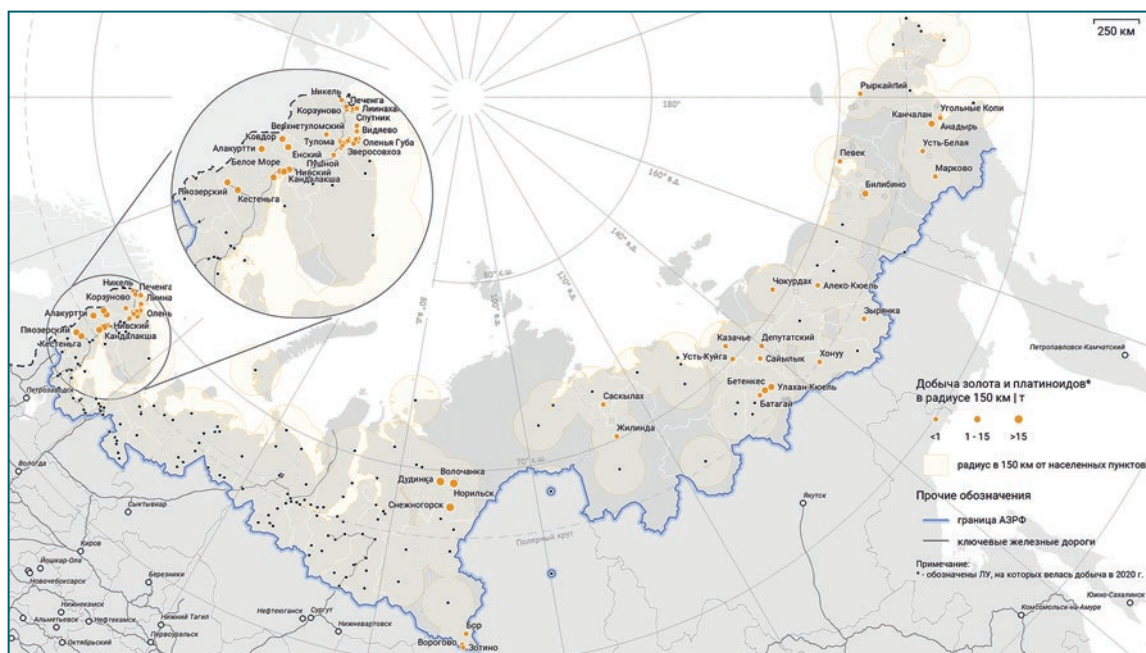 250 км
Рыркайпий
180°
Угольные Копи
Канчалан
Анадырь
Усть-Белая
Певек
Марково
160° в.д.
Билибино
Никель
Печенга
Корзуново
Лиинаха
Спутник
Верхнетуломский
Видяево
Ковдор
Тулома
Оленья Губа
Алакуртти
Енский
Зверосовхоз
Белое Море
Пушной
Нивский
Пяозерский
Кандалакша
Кестеньга
140° в.д.
80° с.ш.
120° в.д.
100° в.д.
80° в.д.
Чокурдах
Алеко-Кюель
Никель
Печенга
Корзуново
Лиина
Алакуртти
Олень
Нивский
Пяозерский
Кандалакша
Кестеньга
Зырянка
Казачье
Депутатский
Усть-Куйга
Сайылык
Хонуу
Петропавловск-Камчатский
Петрозаводск
Бетенкес
Улахан-Кюель
Батагай
Саскылах
Жилинда
Добыча золота и платиноидов*
в радиусе 150 км | т
<1
1 - 15
>15
радиус в 150 км от населенных пунктов
70° с.ш.
Вологда
Волочанка
Дудинка
Норильск
Снежногорск
Якутск
Прочие обозначения
граница АЗРФ
ключевые железные дороги
Сыктывкар
Полярный круг
Киров
Йошкар-Ола
Новочебоксарск
Березники
Примечание:
* - обозначены ЛУ, на которых велась добыча в 2020 г.
Южно-Сахалинск
Нижнекамск
Нефтеюганск
Сургут
Комсомольск-на-Амуре
Альметьевск
Нефтекамск
Нижний Тагил
Нижневартовск
Бор
Октябрьский
Первоуральск
Ворогово
Зотино